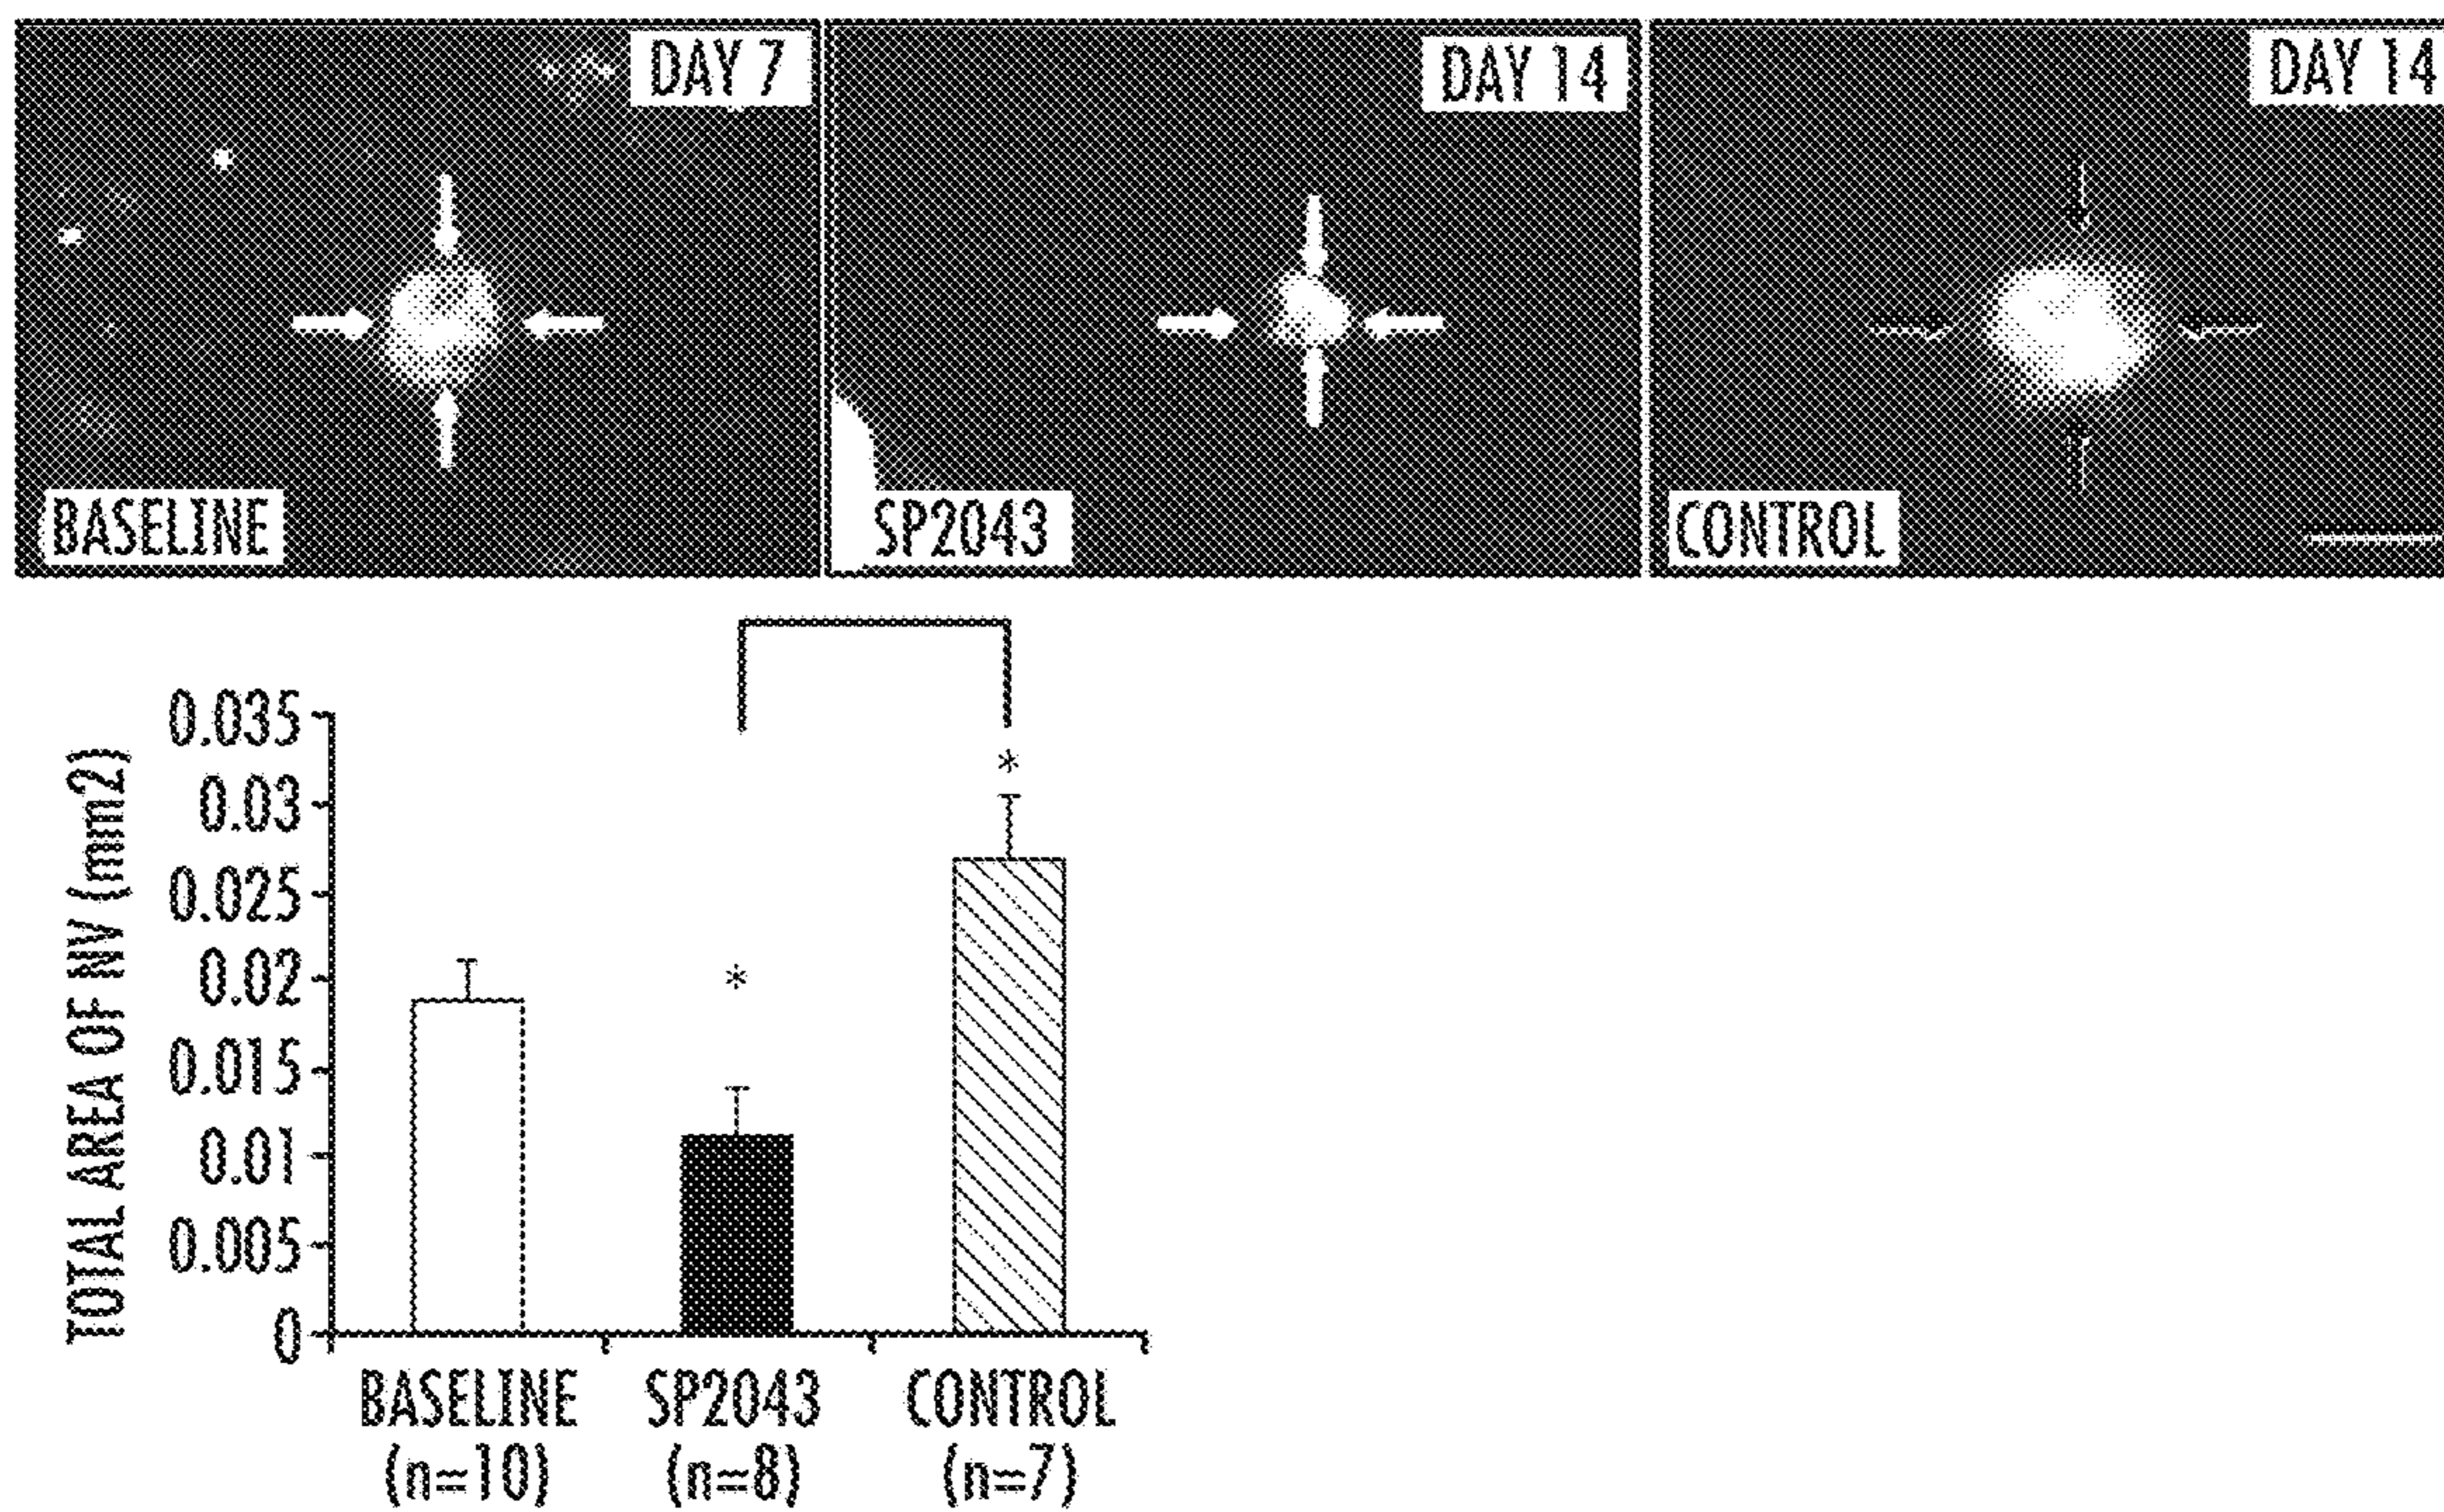 DAY 7
DAY 14
DAY 14
BASELINE
SP2043
CONTROL
TOTAL AREA OF NV (mm2)
0.035
0.03
0.025
0.02
0.015
0.01
0.005
0
*
*
BASELINE
(n=10)
SP2043
(n=8)
CONTROL
(n=7)